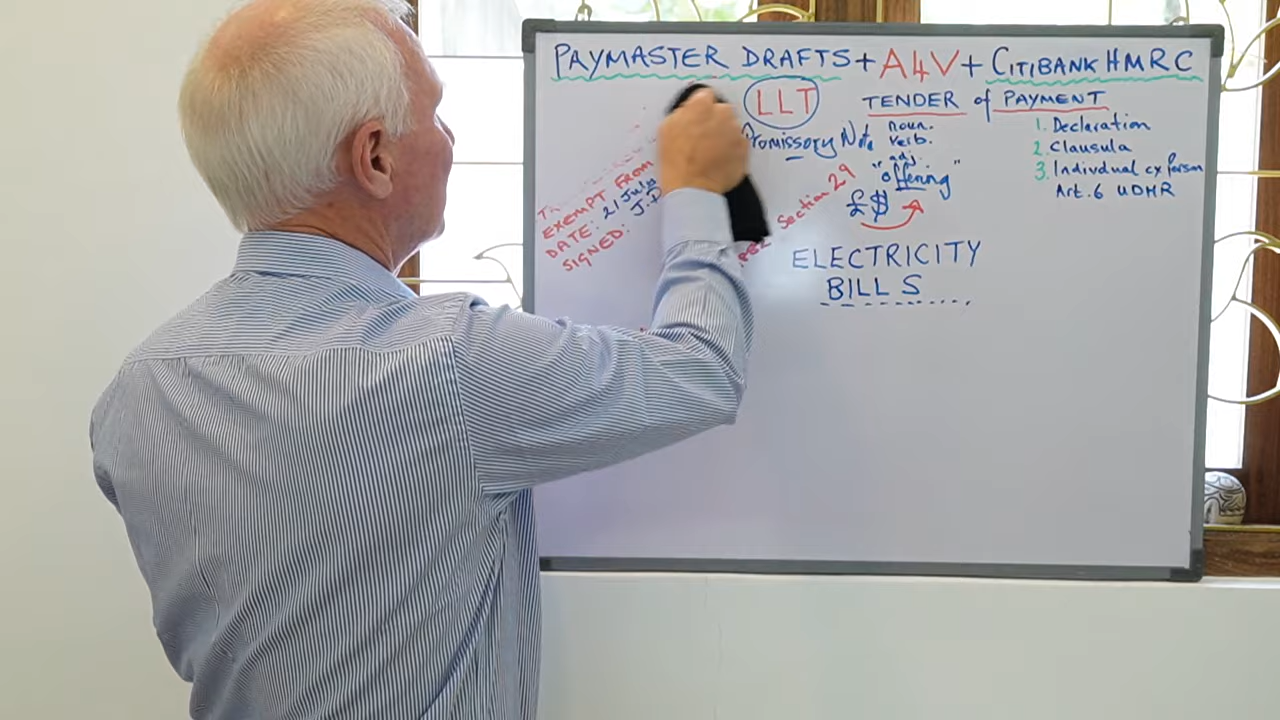 PAYMASTER DRAFTS + A4V + CITIBANK HMRC
LLT
Promissory Note
EXEMPT FROM
DATE: 21 July
SIGNED: J.P
Section 29
TENDER of PAYMENT
noun.
verb.
"adj.
offering"
£$
1. Declaration
2. Clausula
3. Indivdual cx person
Art. 6 UDHR
ELECTRICITY
BILLS